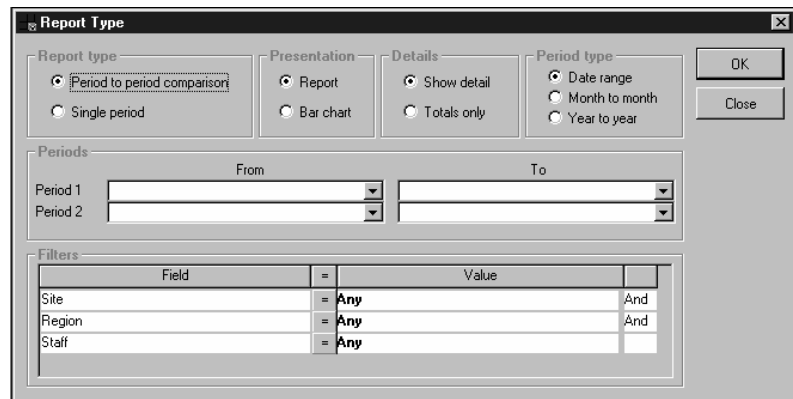 Report Type
Report type
Period to period comparison
Single period
Presentation
Report
Bar chart
Details
Show detail
Totals only
Period type
Date range
Month to month
Year to year
OK
Close
Periods
From To
Period 1
Period 2
Filters
Field = Value
Site = Any And
Region = Any And
Staff = Any